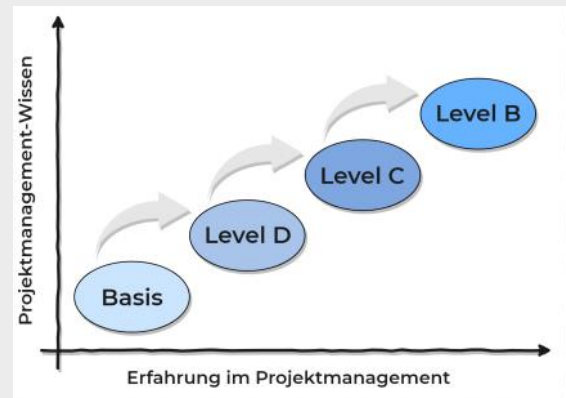 Projektmanagement-Wissen
Level B
Level C
Level D
Basis
Erfahrung im Projektmanagement